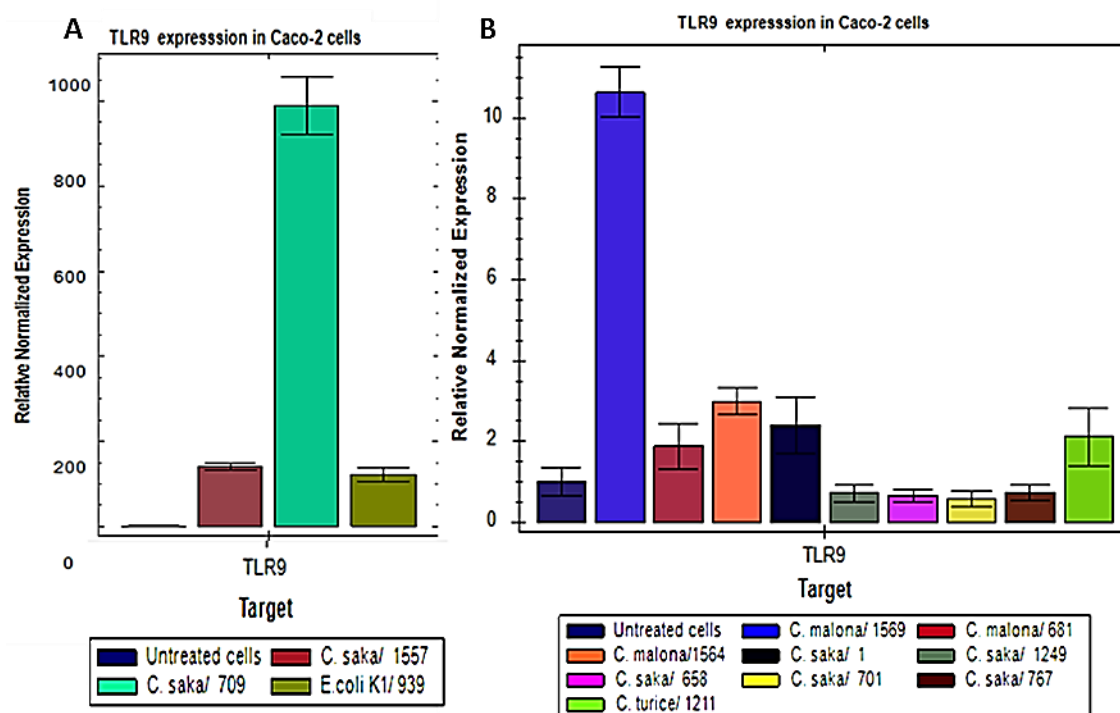 A
TLR9 expresssion in Caco-2 cells
Relative Normalized Expression
1000
800
600
400
200
0
TLR9
Target
Untreated cells
C. saka/ 1557
C. saka/ 709
E.coli K1/ 939
B
TLR9 expresssion in Caco-2 cells
Relative Normalized Expression
10
8
6
4
2
0
TLR9
Target
Untreated cells
C. malona/ 1569
C. malona/ 681
C. malona/1564
C. saka/ 1
C. saka/ 1249
C. saka/ 658
C. saka/ 701
C. saka/ 767
C. turice/ 1211